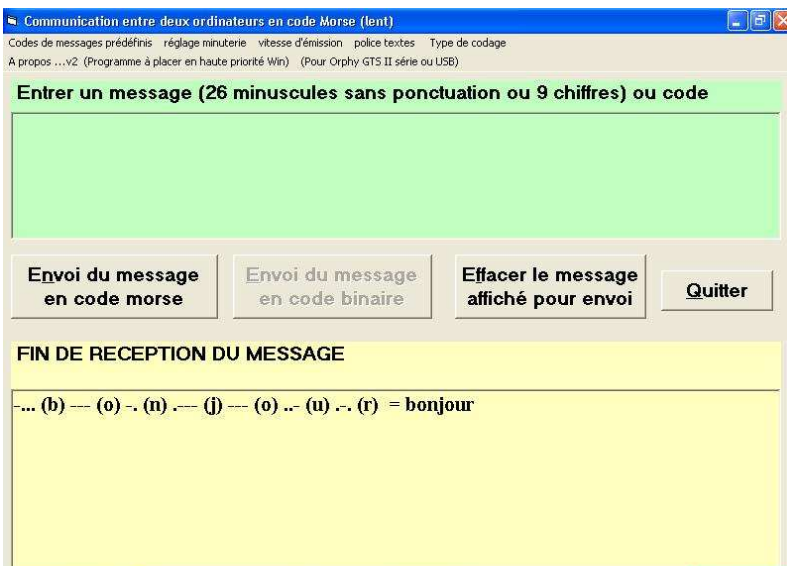 Communication entre deux ordinateurs en code Morse (lent)
Codes de messages prédéfinis réglage minuterie vitesse d'émission police textes Type de codage
A propos ...v2 (Programme à placer en haute priorité Win) (Pour Orphy GTS II série ou USB)
Entrer un message (26 minuscules sans ponctuation ou 9 chiffres) ou code
Envoi du message en code morse
Envoi du message en code binaire
Effacer le message affiché pour envoi
Quitter
FIN DE RECEPTION DU MESSAGE
-... (b) --- (o) -. (n) .--- (j) --- (o) ..- (u) .-. (r) = bonjour